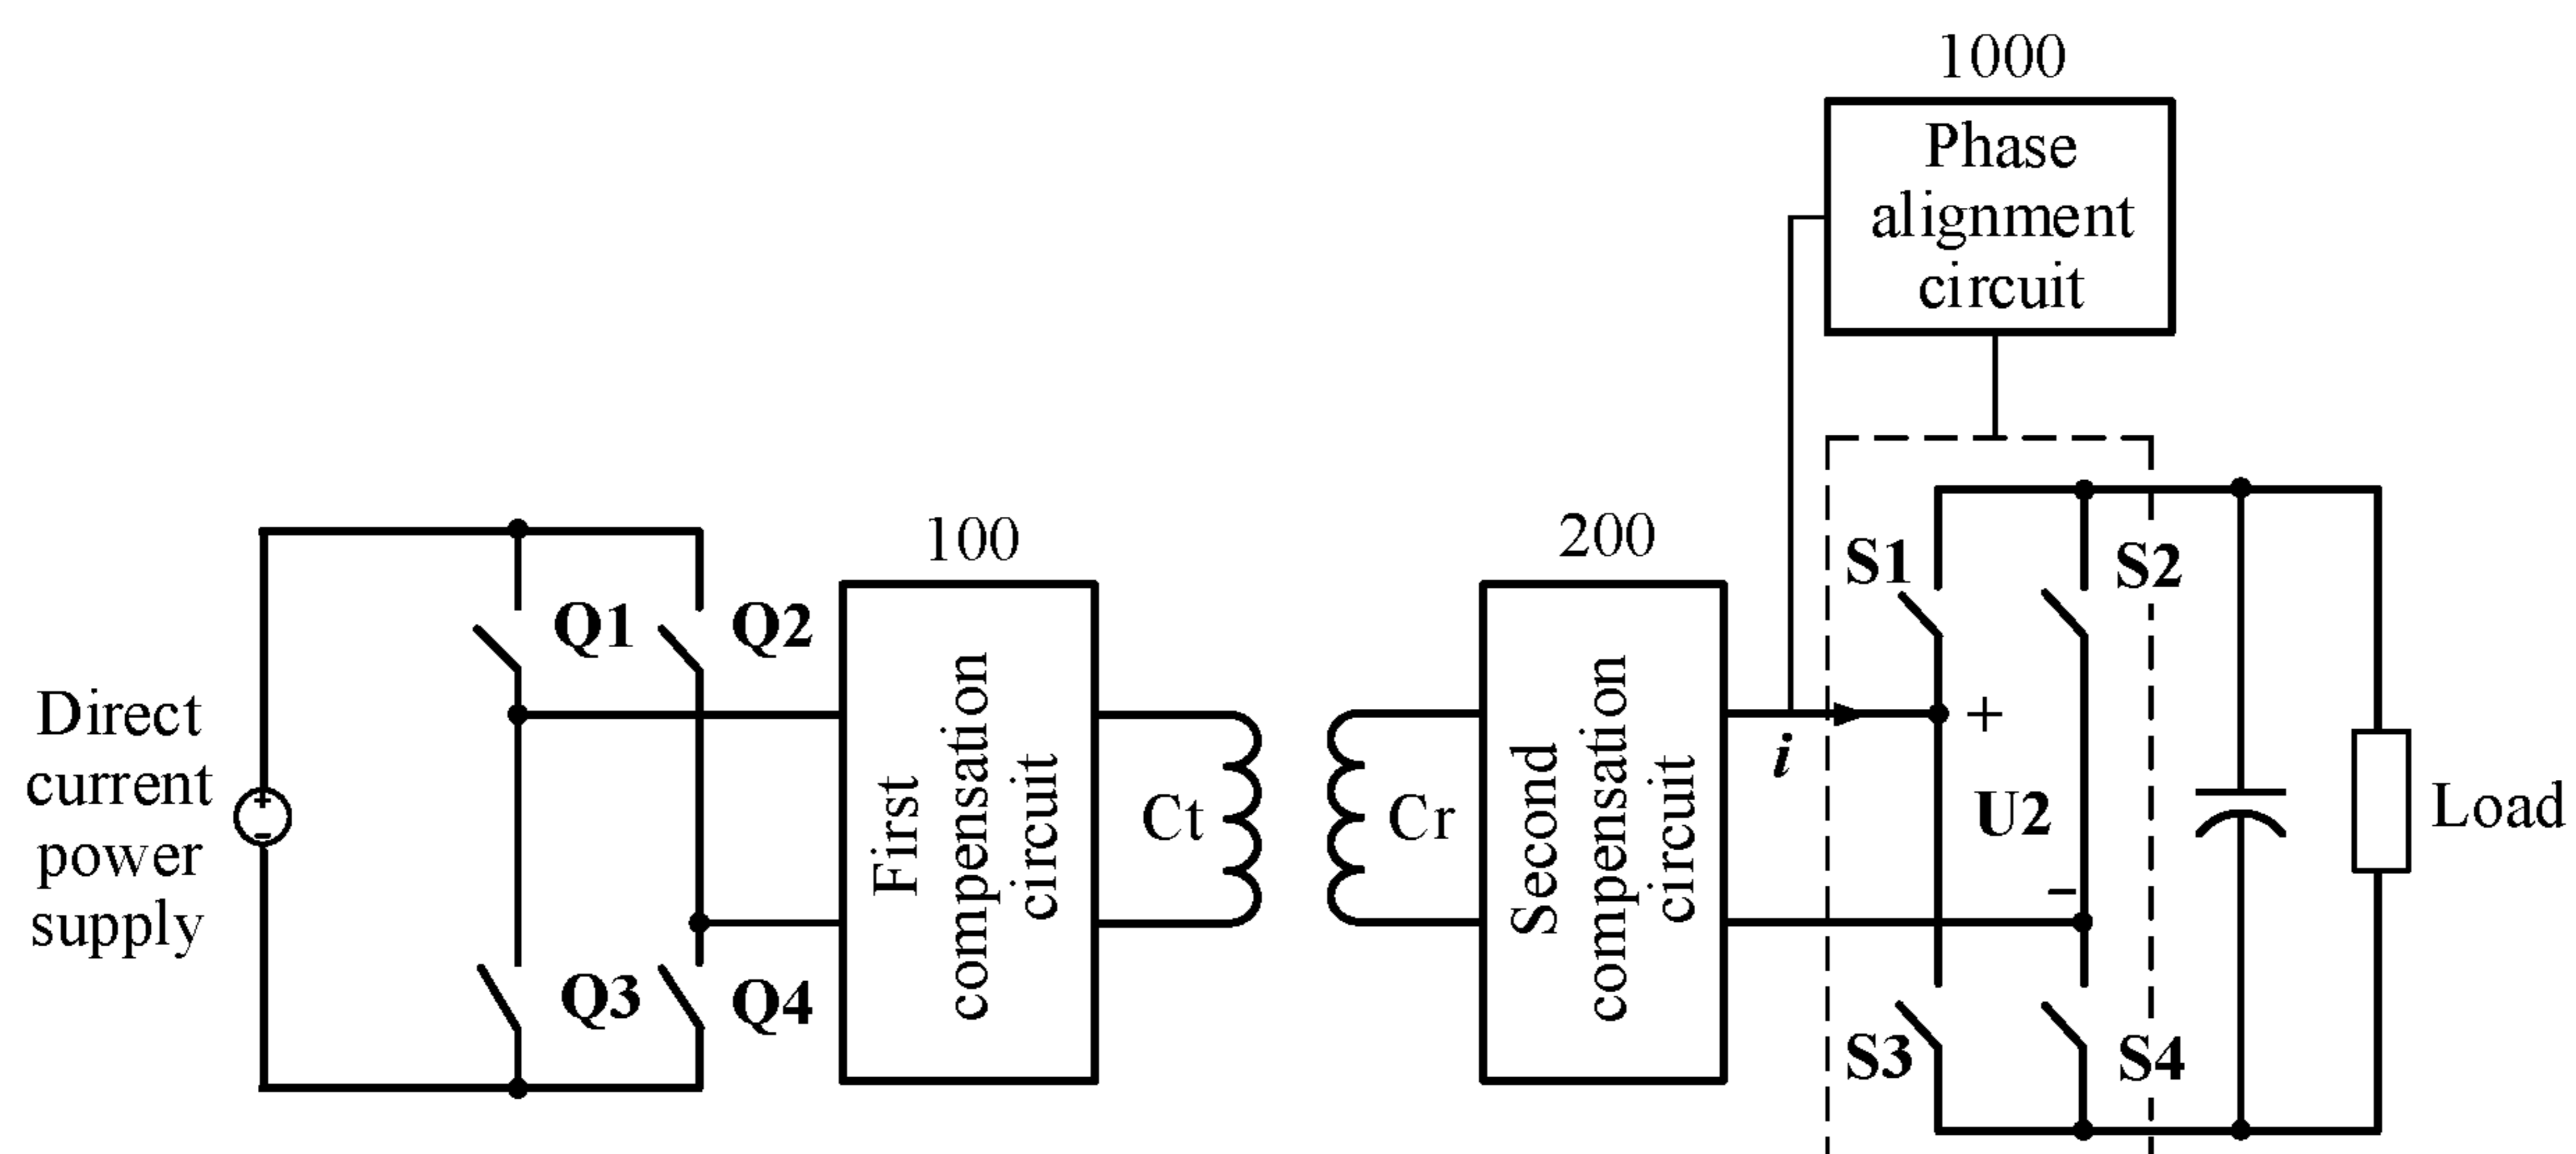 1000
Phase
alignment
circuit
100
200
S1
S2
Q1
Q2
Direct
current
power
supply
+
-
First
compensation
circuit
Ct
Cr
Second
compensation
circuit
i
+
U2
-
Load
Q3
Q4
S3
S4